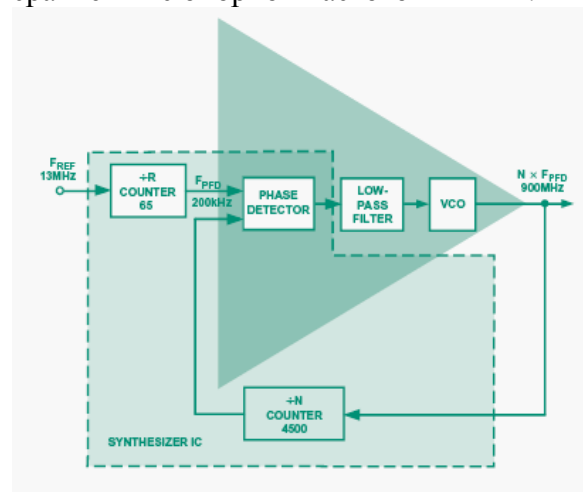 FREF
13MHz
÷R
COUNTER
65
FPFD
200kHz
PHASE
DETECTOR
LOW-
PASS
FILTER
VCO
N × FPFD
900MHz
÷N
COUNTER
4500
SYNTHESIZER IC